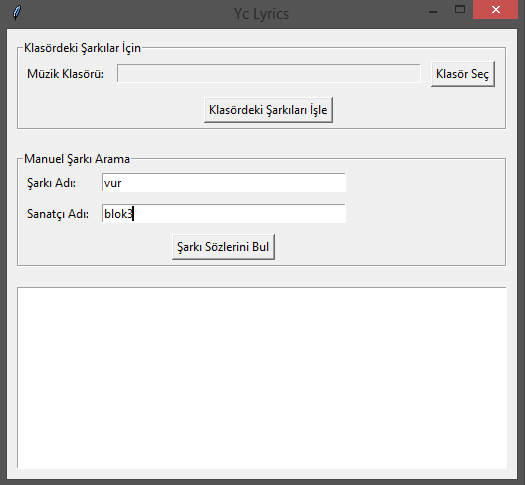 Yc Lyrics
Klasördeki Şarkılar İçin
Müzik Klasörü:
Klasör Seç
Klasördeki Şarkıları İşle
Manuel Şarkı Arama
Şarkı Adı:
vur
Sanatçı Adı:
blok3
Şarkı Sözlerini Bul